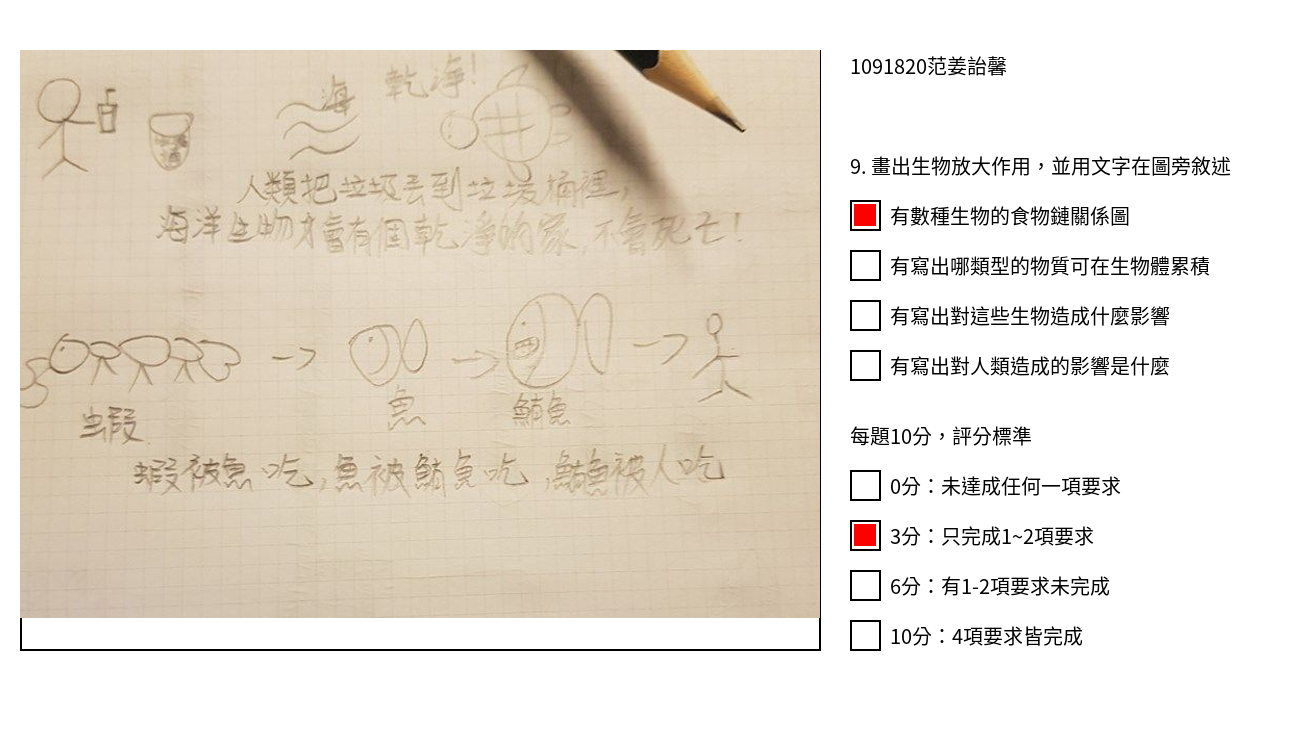 海 乾淨!
人類把垃圾丟到垃圾桶裡,
海洋生物才會有個乾淨的家,不會死亡!
蝦 魚 鮪魚
蝦被魚吃,魚被鮪魚吃,鮪魚被人吃
1091820范姜詒馨
9. 畫出生物放大作用,並用文字在圖旁敘述
有數種生物的食物鏈關係圖
有寫出哪類型的物質可在生物體累積
有寫出對這些生物造成什麼影響
有寫出對人類造成的影響是什麼
每題10分,評分標準
0分:未達成任何一項要求
3分:只完成1~2項要求
6分:有1-2項要求未完成
10分:4項要求皆完成